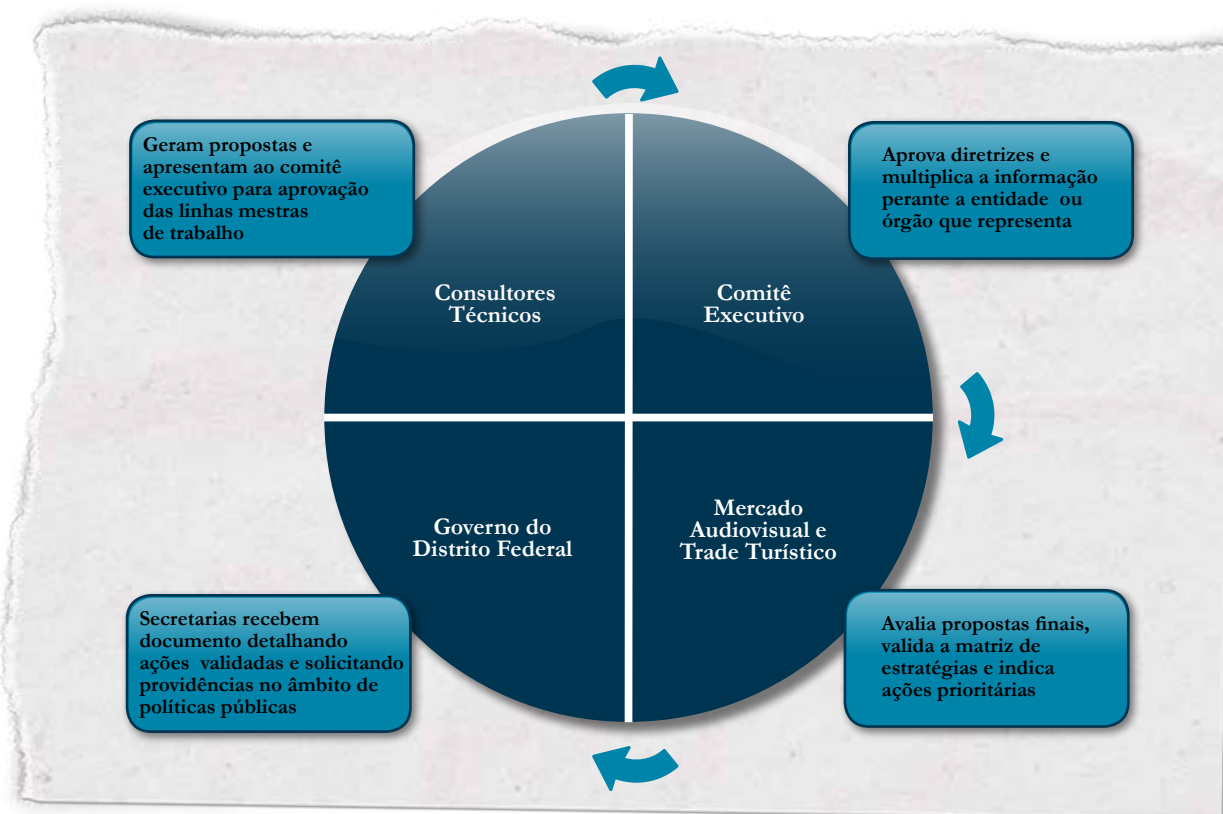 Geram propostas e
apresentam ao comitê
executivo para aprovação
das linhas mestras
de trabalho
Aprova diretrizes e
multiplica a informação
perante a entidade ou
órgão que representa
Consultores
Técnicos
Comitê
Executivo
Governo do
Distrito Federal
Mercado
Audiovisual e
Trade Turístico
Secretarias recebem
documento detalhando
ações validadas e solicitando
providências no âmbito de
políticas públicas
Avalia propostas finais,
valida a matriz de
estratégias e indica
ações prioritárias